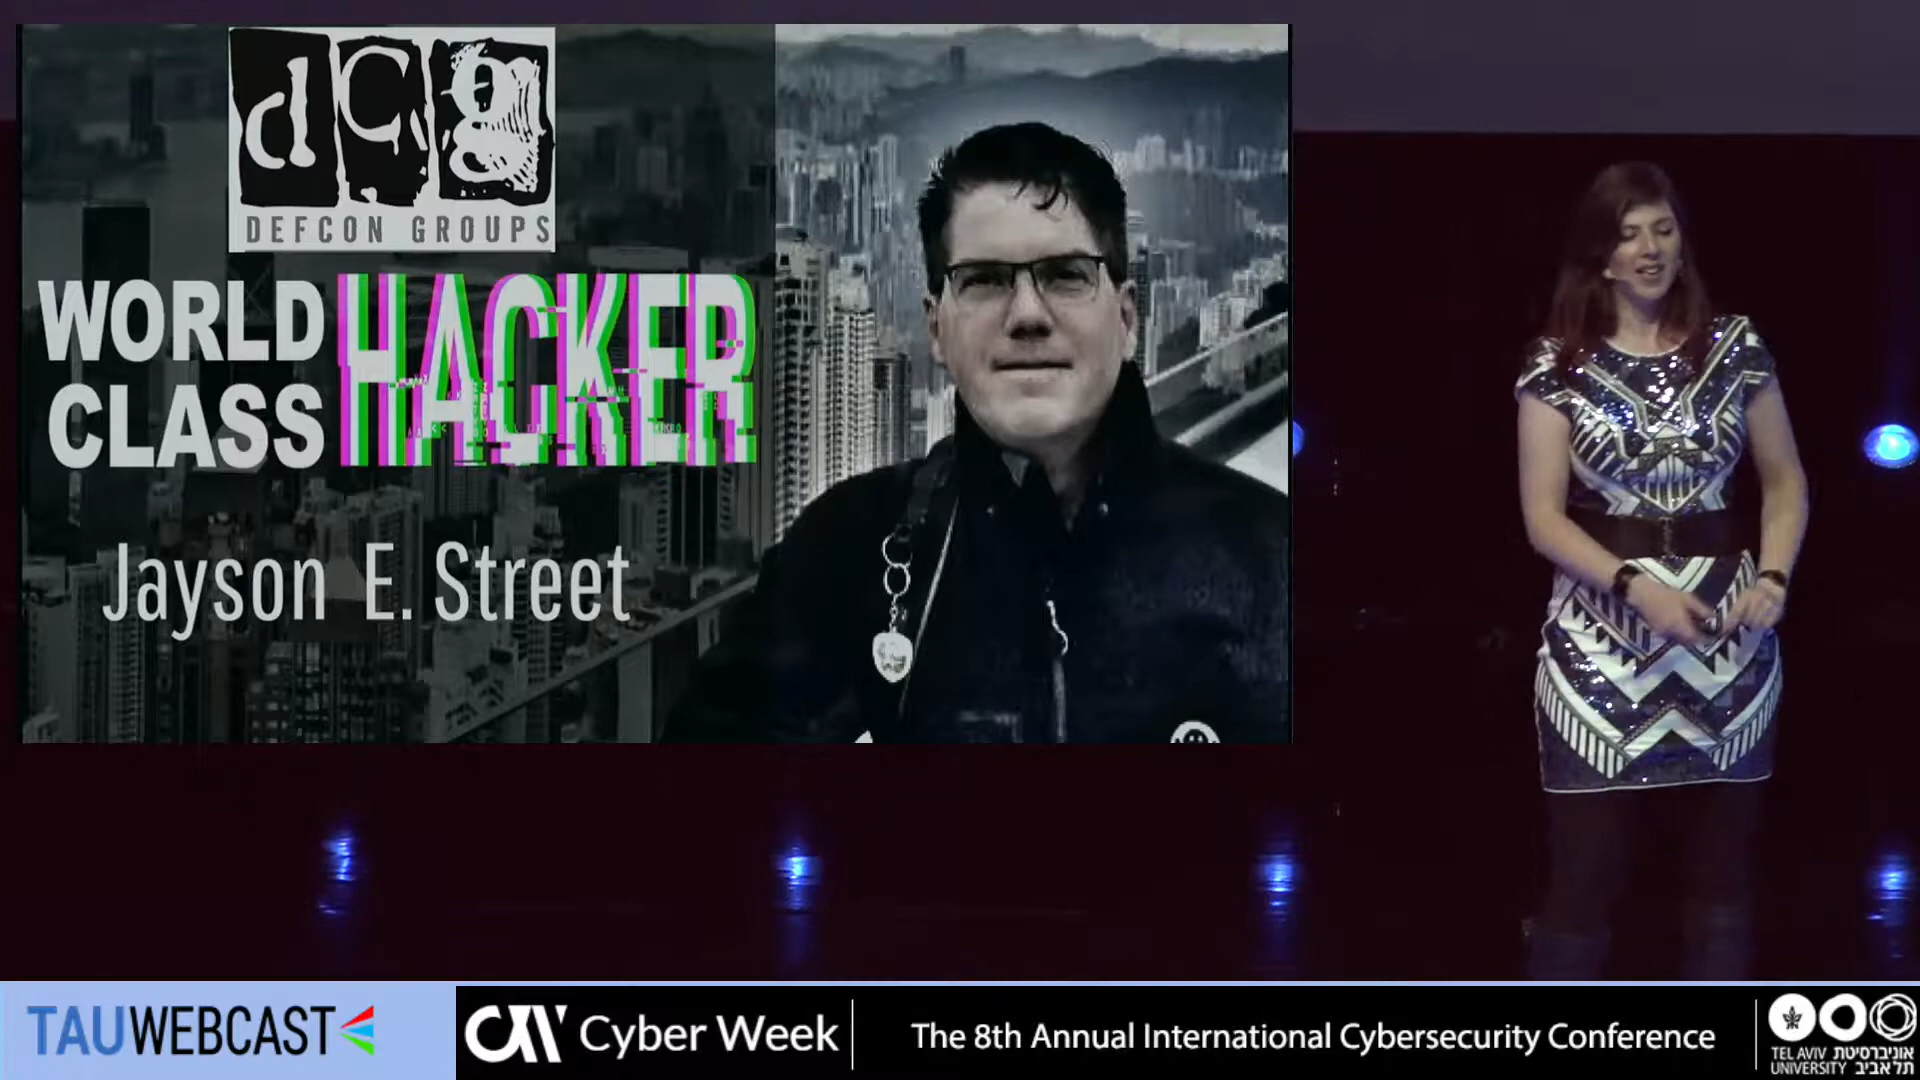 dcg
DEFCON GROUPS
WORLD
CLASS
HACKER
Jayson E. Street
TAUWEBCAST
Cyber Week
The 8th Annual International Cybersecurity Conference
TEL AVIV
UNIVERSITY
אוניברסיטת
תל אביב